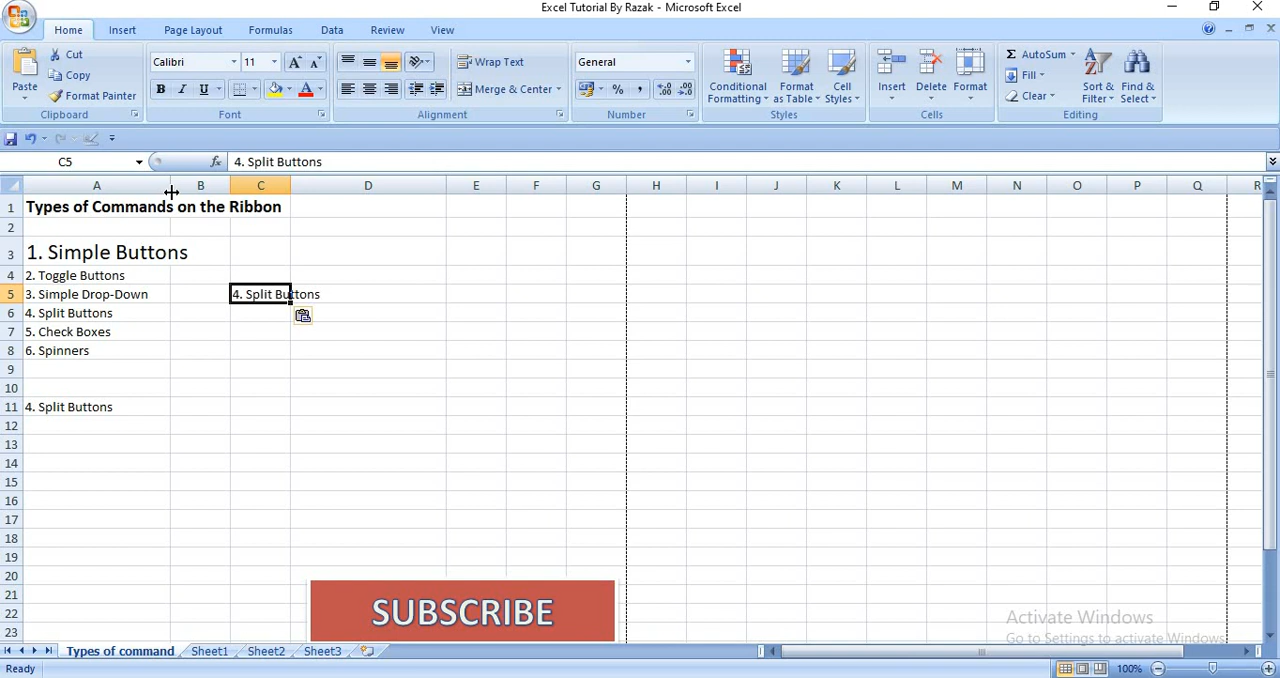 Excel Tutorial By Razak - Microsoft Excel
Home Insert Page Layout Formulas Data Review View
Cut
Copy
Format Painter
Paste
Clipboard
Calibri 11
B I U
Font
Wrap Text
Merge & Center
Alignment
General
% ,
Number
Conditional Formatting
Format as Table
Cell Styles
Styles
Insert Delete Format
Cells
AutoSum
Fill
Clear
Sort & Filter
Find & Select
Editing
C5 fx 4. Split Buttons
A B C D E F G H I J K L M N O P Q R
1 Types of Commands on the Ribbon
2
3 1. Simple Buttons
4 2. Toggle Buttons
5 3. Simple Drop-Down 4. Split Buttons
6 4. Split Buttons
7 5. Check Boxes
8 6. Spinners
9
10
11 4. Split Buttons
12
13
14
15
16
17
18
19
20
21
22
23
SUBSCRIBE
Activate Windows
Go to Settings to activate Windows.
Types of command Sheet1 Sheet2 Sheet3
Ready 100%